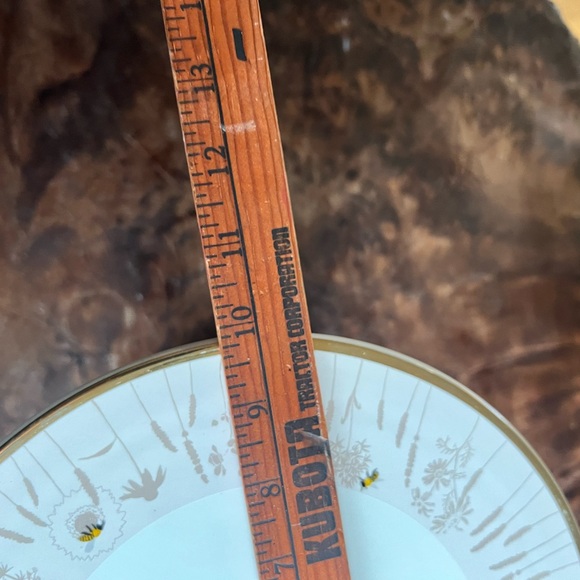 KUBOTA TRACTOR CORPORATION
7 8 9 10 11 12 13